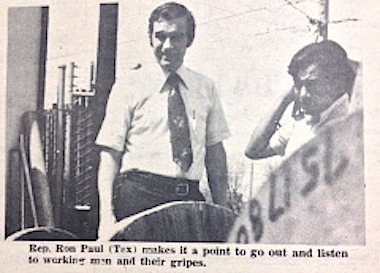 Rep. Ron Paul (Tex) makes it a point to go out and listen
to working men and their gripes.